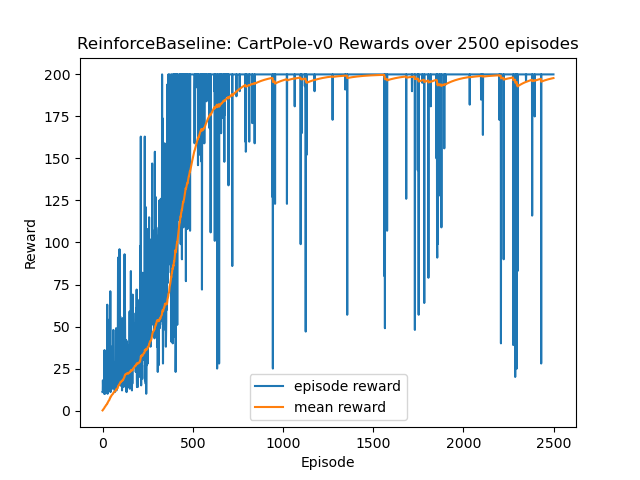 ReinforceBaseline: CartPole-v0 Rewards over 2500 episodes
200
175
150
125
100
75
50
25
0
Reward
episode reward
mean reward
0 500 1000 1500 2000 2500
Episode